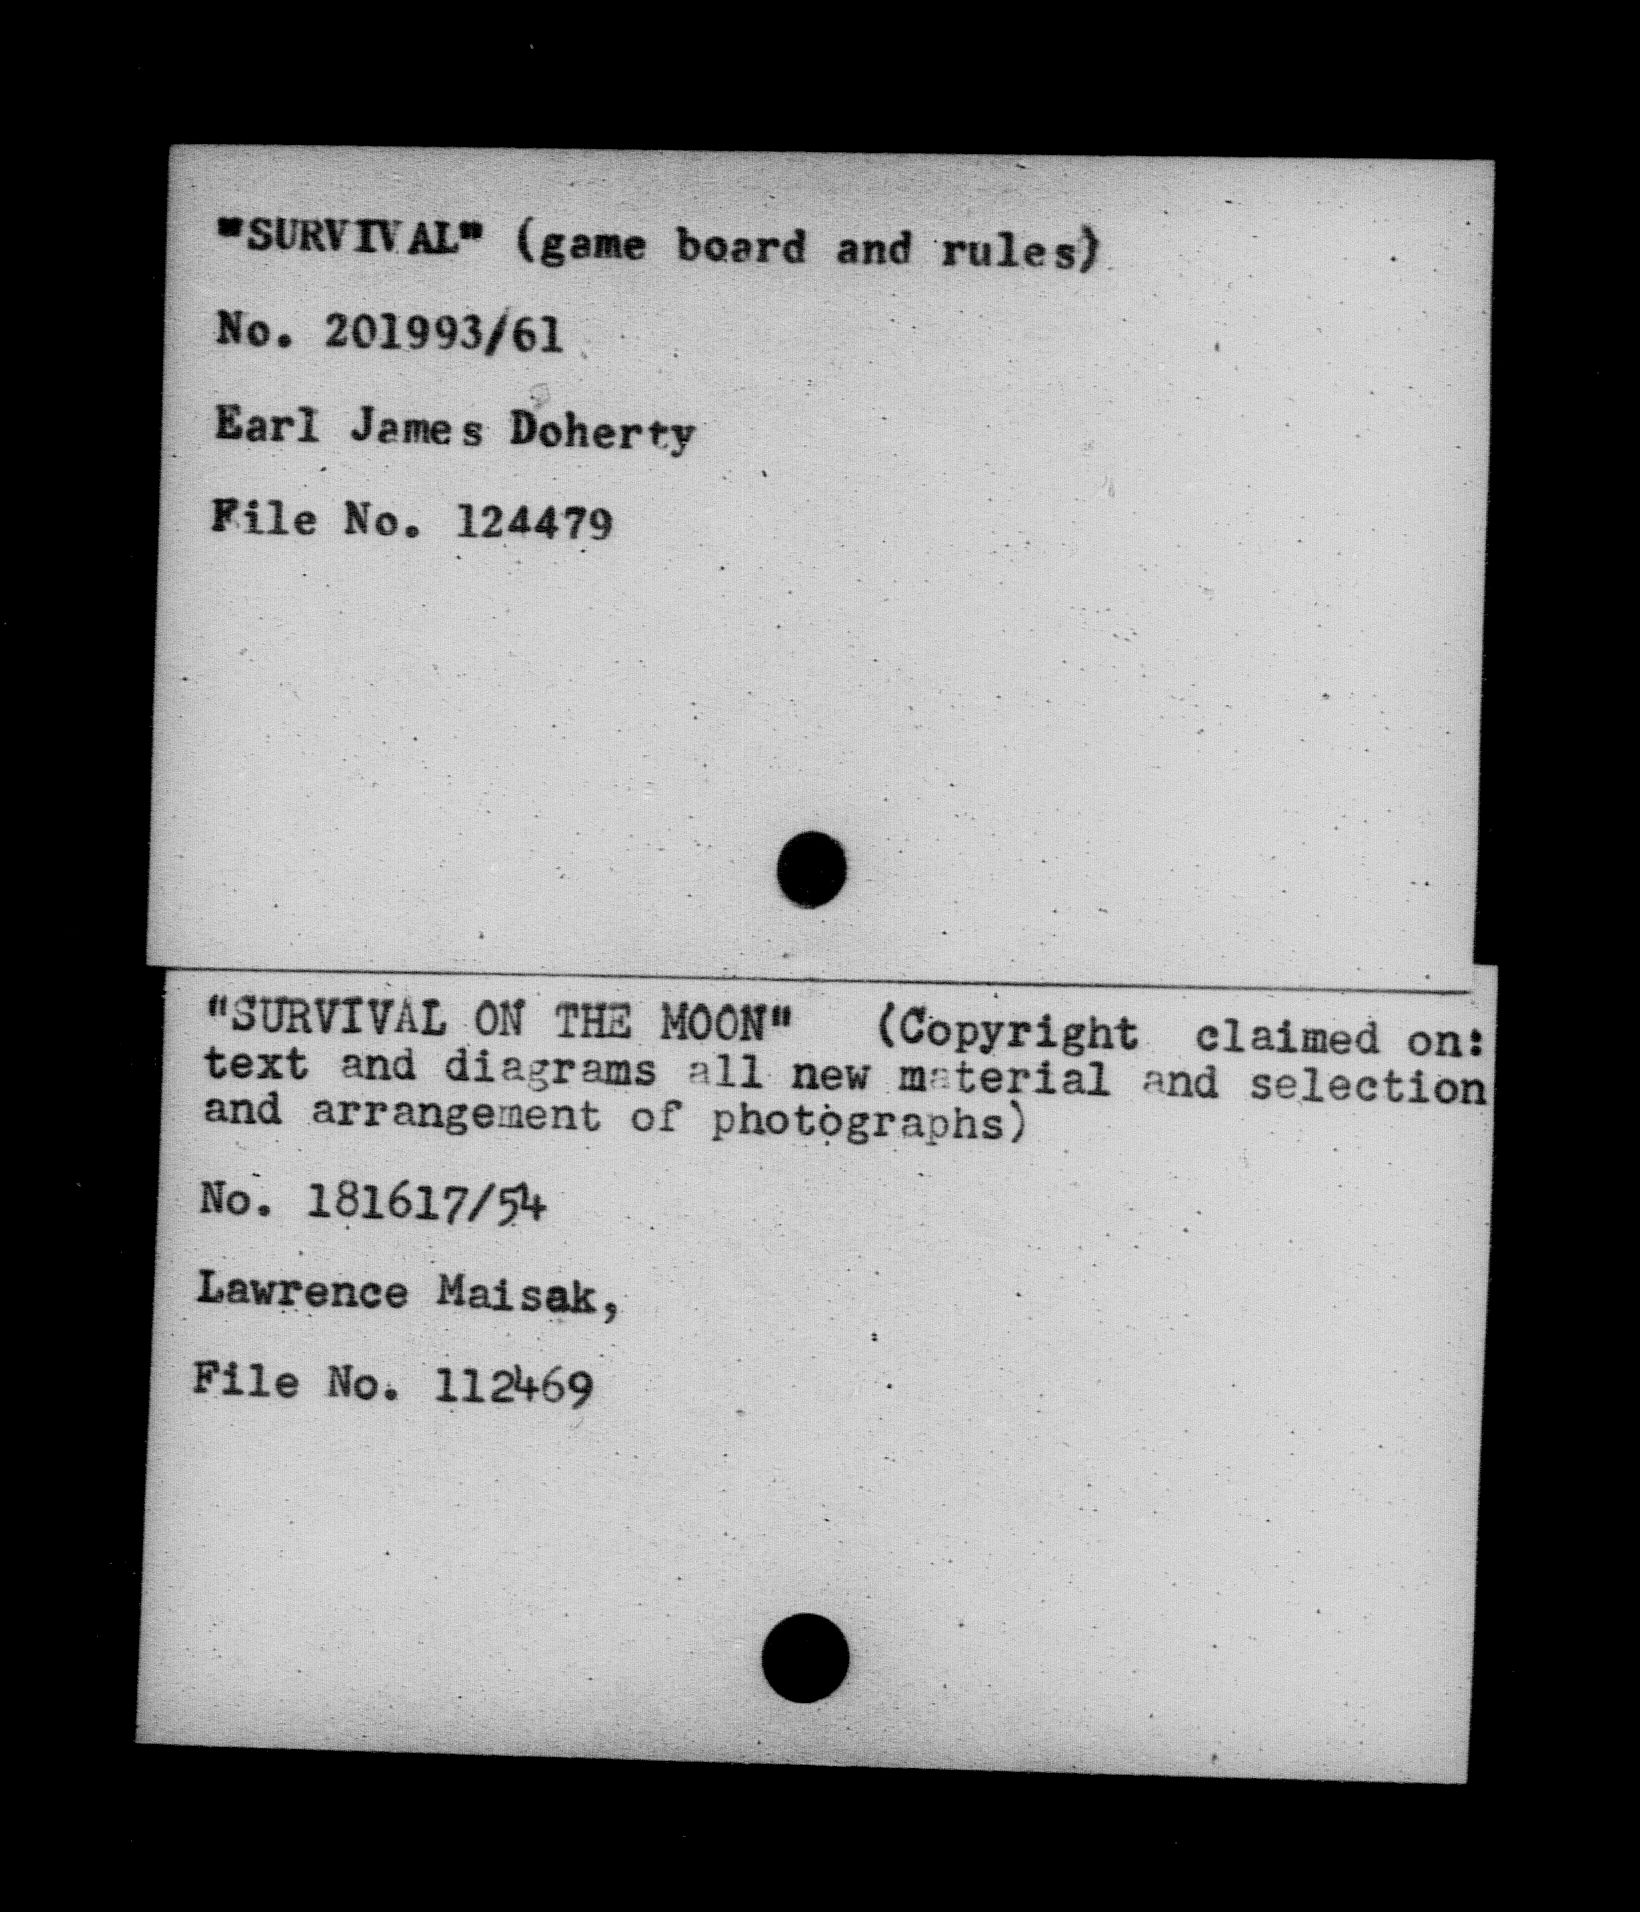 "SURVIVAL" (game board and rules)
No. 201993/61
Earl James Doherty
File No. 124479
"SURVIVAL ON THE MOON" (Copyright claimed on:
text and diagrams all new material and selection
and arrangement of photographs)
No. 181617/54
Lawrence Maisak,
File No. 112469